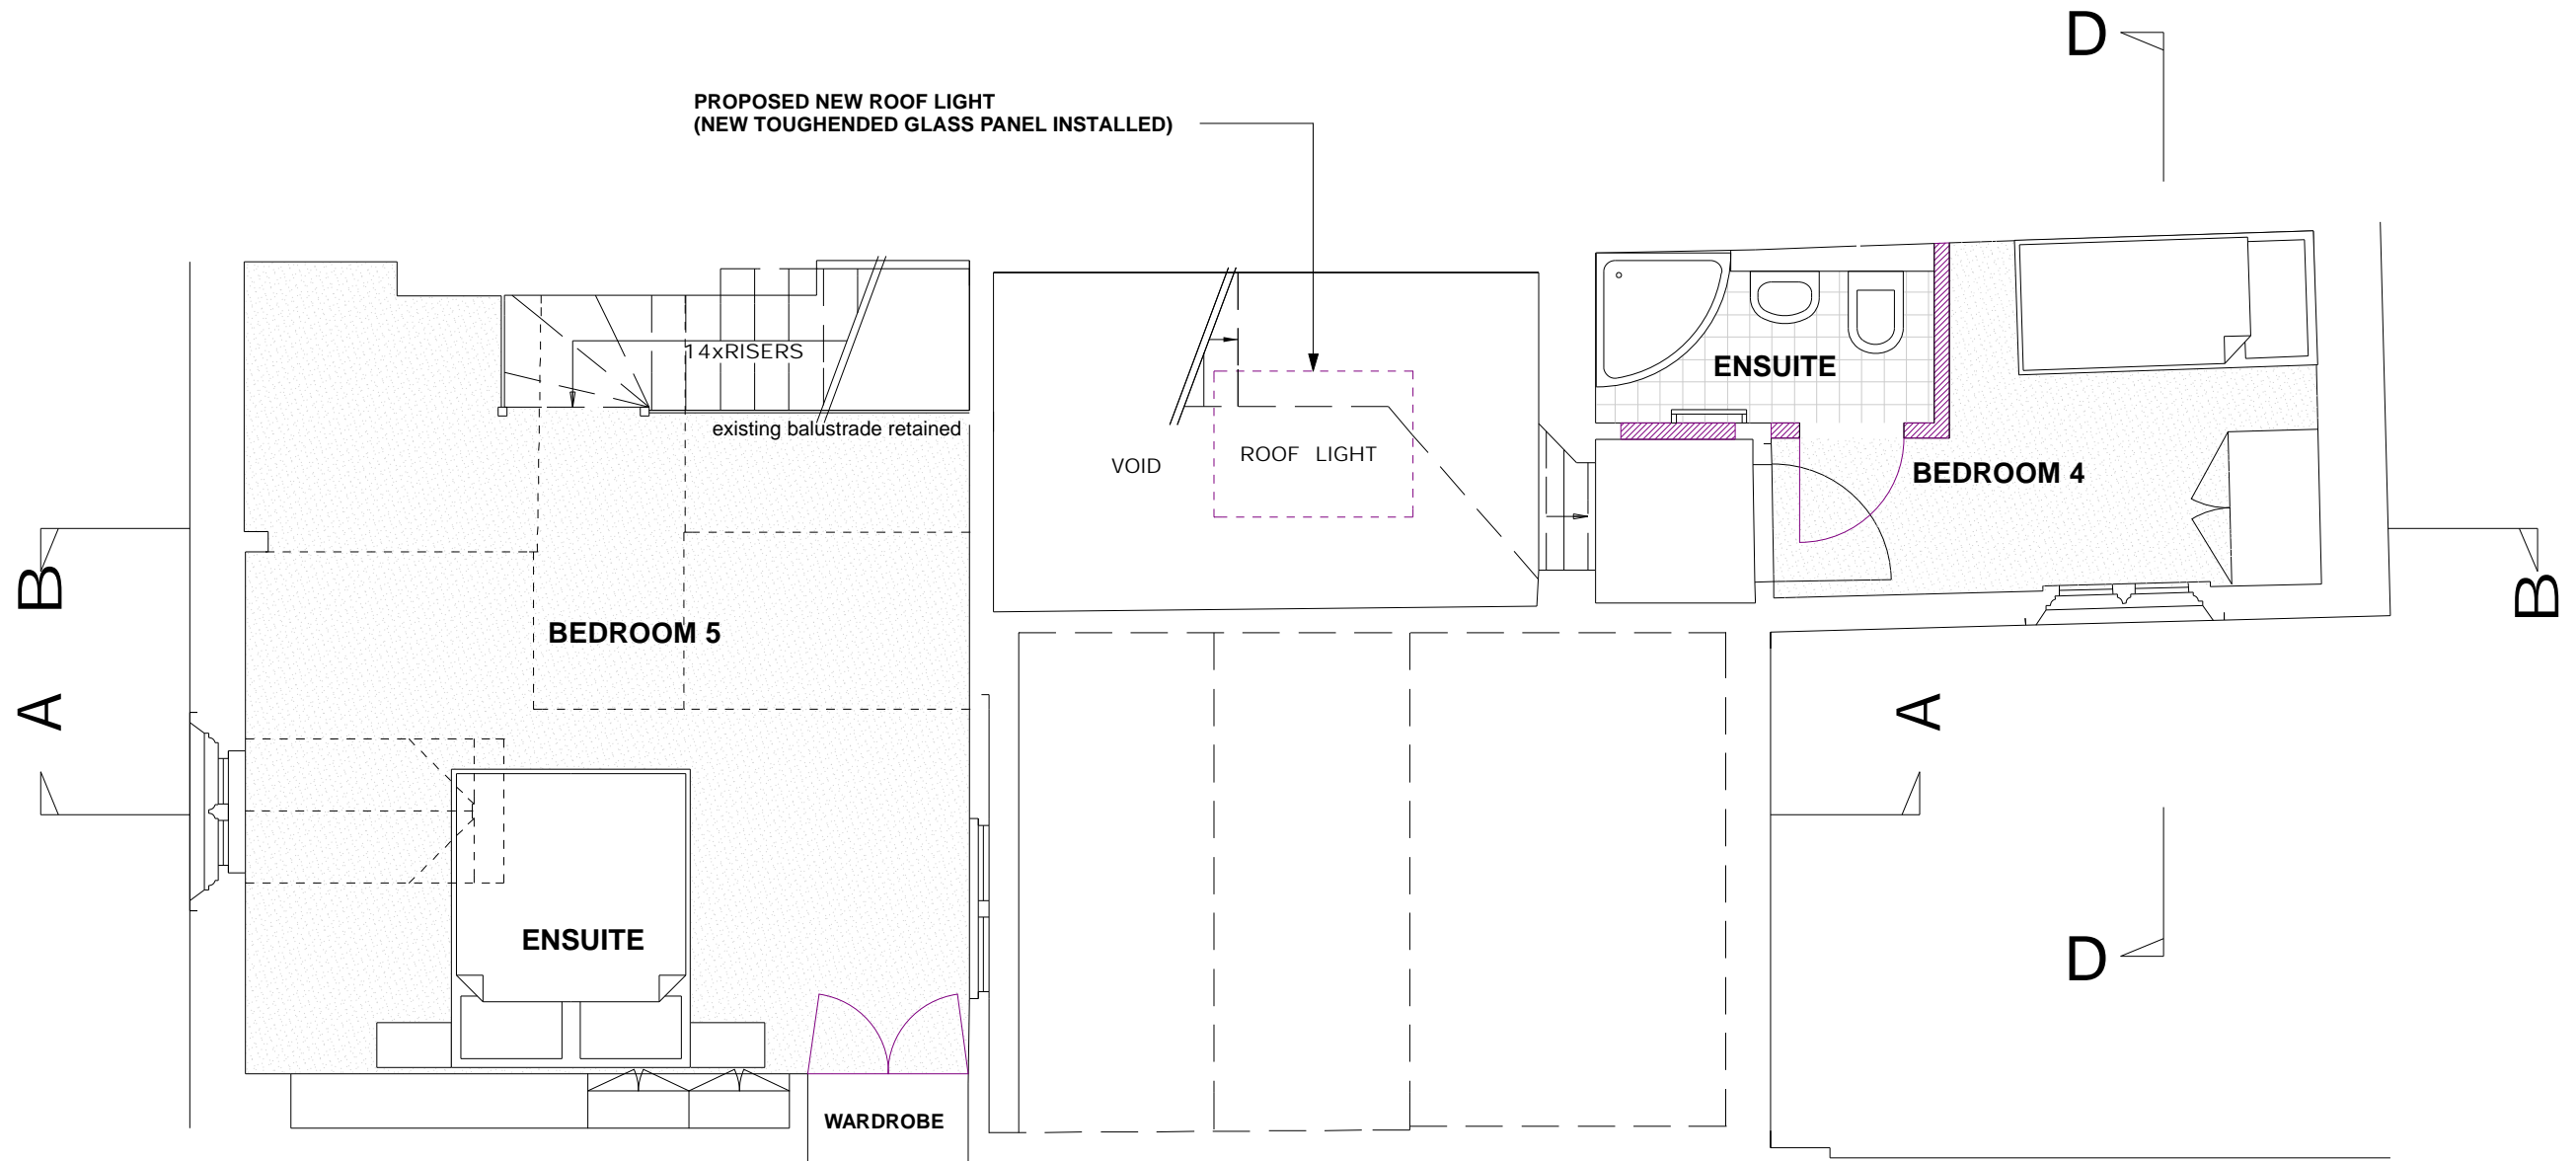 D
PROPOSED NEW ROOF LIGHT
(NEW TOUGHENDED GLASS PANEL INSTALLED)
14xRISERS
existing balustrade retained
VOID
ROOF LIGHT
ENSUITE
BEDROOM 4
B
B
BEDROOM 5
A
A
ENSUITE
D
WARDROBE